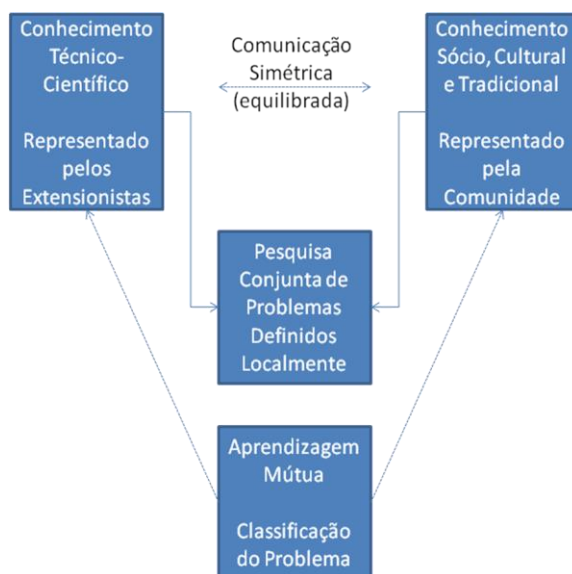 Conhecimento
Técnico-
Científico
Representado
pelos
Extensionistas
Comunicação
Simétrica
(equilibrada)
Conhecimento
Sócio, Cultural
e Tradicional
Representado
pela
Comunidade
Pesquisa
Conjunta de
Problemas
Definidos
Localmente
Aprendizagem
Mútua
Classificação
do Problema